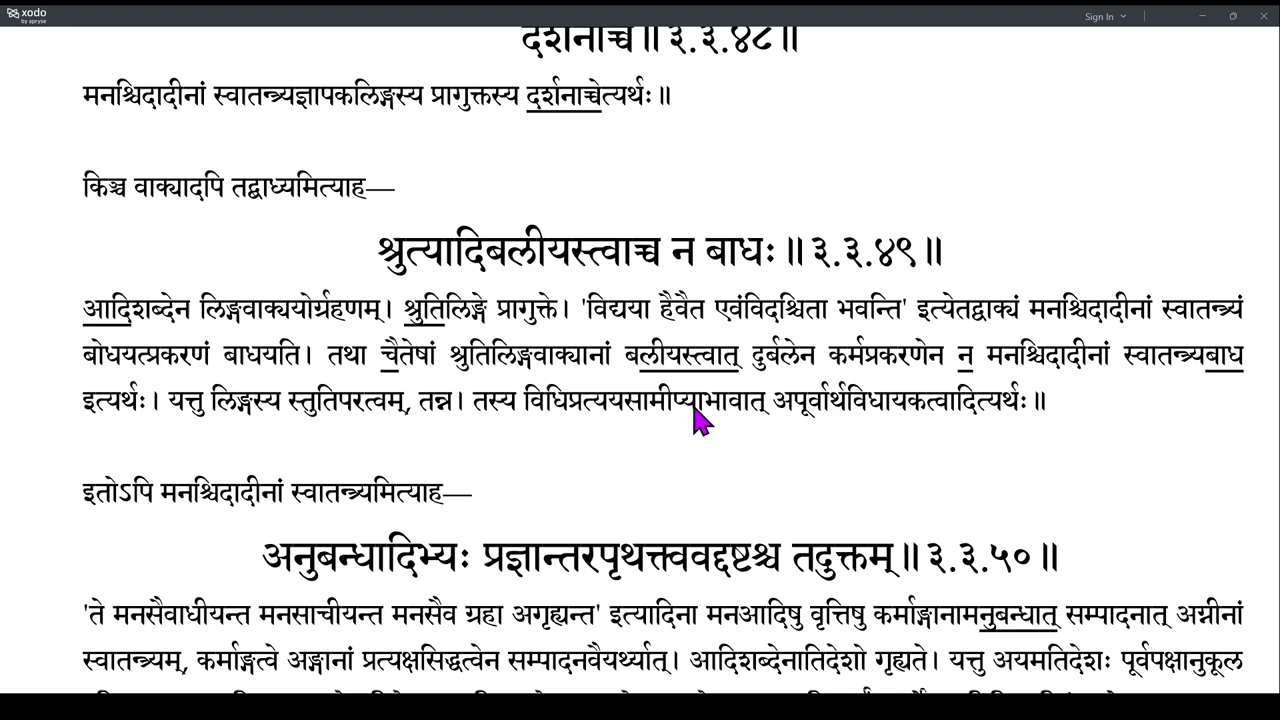 xodo
by apryse
Sign In
दर्शनाच्च॥३.३.४८॥
मनश्चिदादीनां स्वातन्त्र्यज्ञापकलिङ्गस्य प्रागुक्तस्य दर्शनाच्चेत्यर्थः॥
किञ्च वाक्यादपि तद्बाध्यमित्याह—
श्रुत्यादिबलीयस्त्वाच्च न बाधः॥३.३.४९॥
आदिशब्देन लिङ्गवाक्ययोर्ग्रहणम्। श्रुतिलिङ्गे प्रागुक्ते। 'विद्यया हैवैत एवंविदश्चिता भवन्ति' इत्येतद्वाक्यं मनश्चिदादीनां स्वातन्त्र्यं
बोधयत्प्रकरणं बाधयति। तथा चैतेषां श्रुतिलिङ्गवाक्यानां बलीयस्त्वात् दुर्बलेन कर्मप्रकरणेन न मनश्चिदादीनां स्वातन्त्र्यबाध
इत्यर्थः। यत्तु लिङ्गस्य स्तुतिपरत्वम्, तन्न। तस्य विधिप्रत्ययसामीप्याभावात् अपूर्वार्थविधायकत्वादित्यर्थः॥
इतोऽपि मनश्चिदादीनां स्वातन्त्र्यमित्याह—
अनुबन्धादिभ्यः प्रज्ञान्तरपृथक्त्ववद्दृष्टश्च तदुक्तम्॥३.३.५०॥
'ते मनसैवाधीयन्त मनसाचीयन्त मनसैव ग्रहा अगृह्यन्त' इत्यादिना मनआदिषु वृत्तिषु कर्माङ्गानामनुबन्धात् सम्पादनात् अग्नीनां
स्वातन्त्र्यम्, कर्माङ्गत्वे अङ्गानां प्रत्यक्षसिद्धत्वेन सम्पादनवैयर्थ्यात्। आदिशब्देनातिदेशो गृह्यते। यत्तु अयमतिदेशः पूर्वपक्षानुकूल